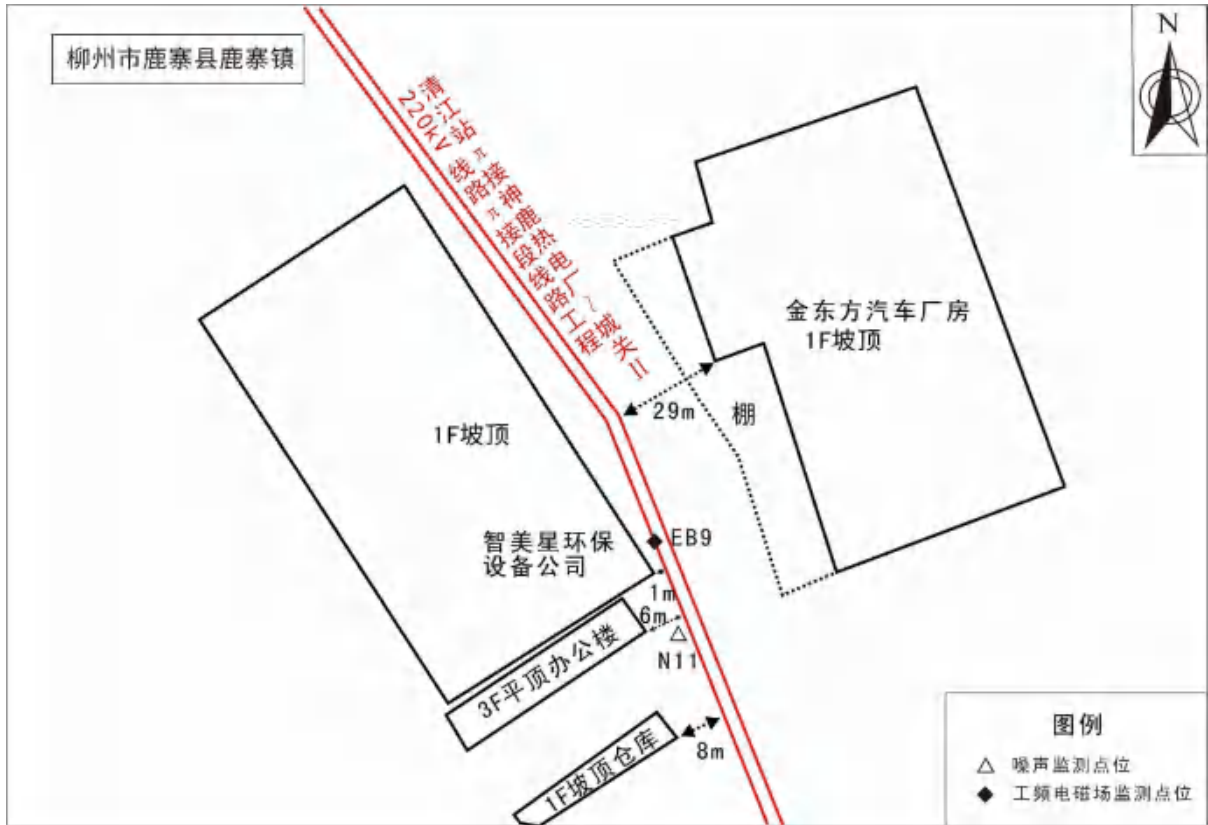 柳州市鹿寨县鹿寨镇
N
清江站π接神鹿热电厂~城关II
220kV线路π接段线路工程
金东方汽车厂房
1F坡顶
29m
棚
1F坡顶
智美星环保
设备公司
EB9
1m
6m
3F平顶办公楼
N11
8m
1F坡顶仓库
图例
△ 噪声监测点位
◆ 工频电磁场监测点位